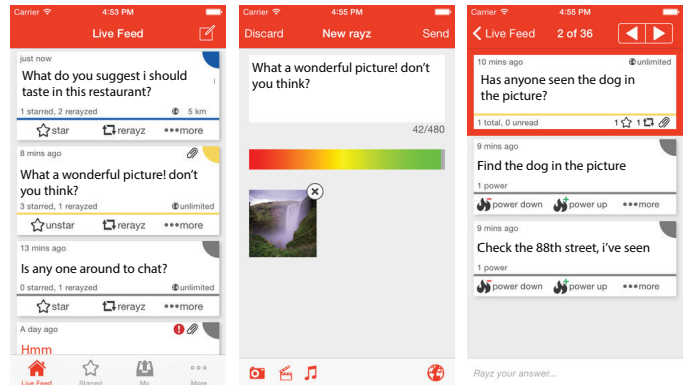 Carrier 4:53 PM
Live Feed
just now
What do you suggest i should
taste in this restaurant?
1 starred, 2 rerayzed 5 km
star rerayz more
8 mins ago
What a wonderful picture! don't
you think?
3 starred, 1 rerayzed unlimited
unstar rerayz more
13 mins ago
Is any one around to chat?
0 starred, 1 rerayzed unlimited
star rerayz more
A day ago
Hmm
Live Feed Starred My More
Carrier 4:55 PM
Discard New rayz Send
What a wonderful picture! don't
you think?
42/480
Carrier 4:55 PM
Live Feed 2 of 36
10 mins ago unlimited
Has anyone seen the dog in
the picture?
1 total, 0 unread 1 1
9 mins ago
Find the dog in the picture
1 power
power down power up more
9 mins ago
Check the 88th street, i've seen
1 power
power down power up more
Rayz your answer...